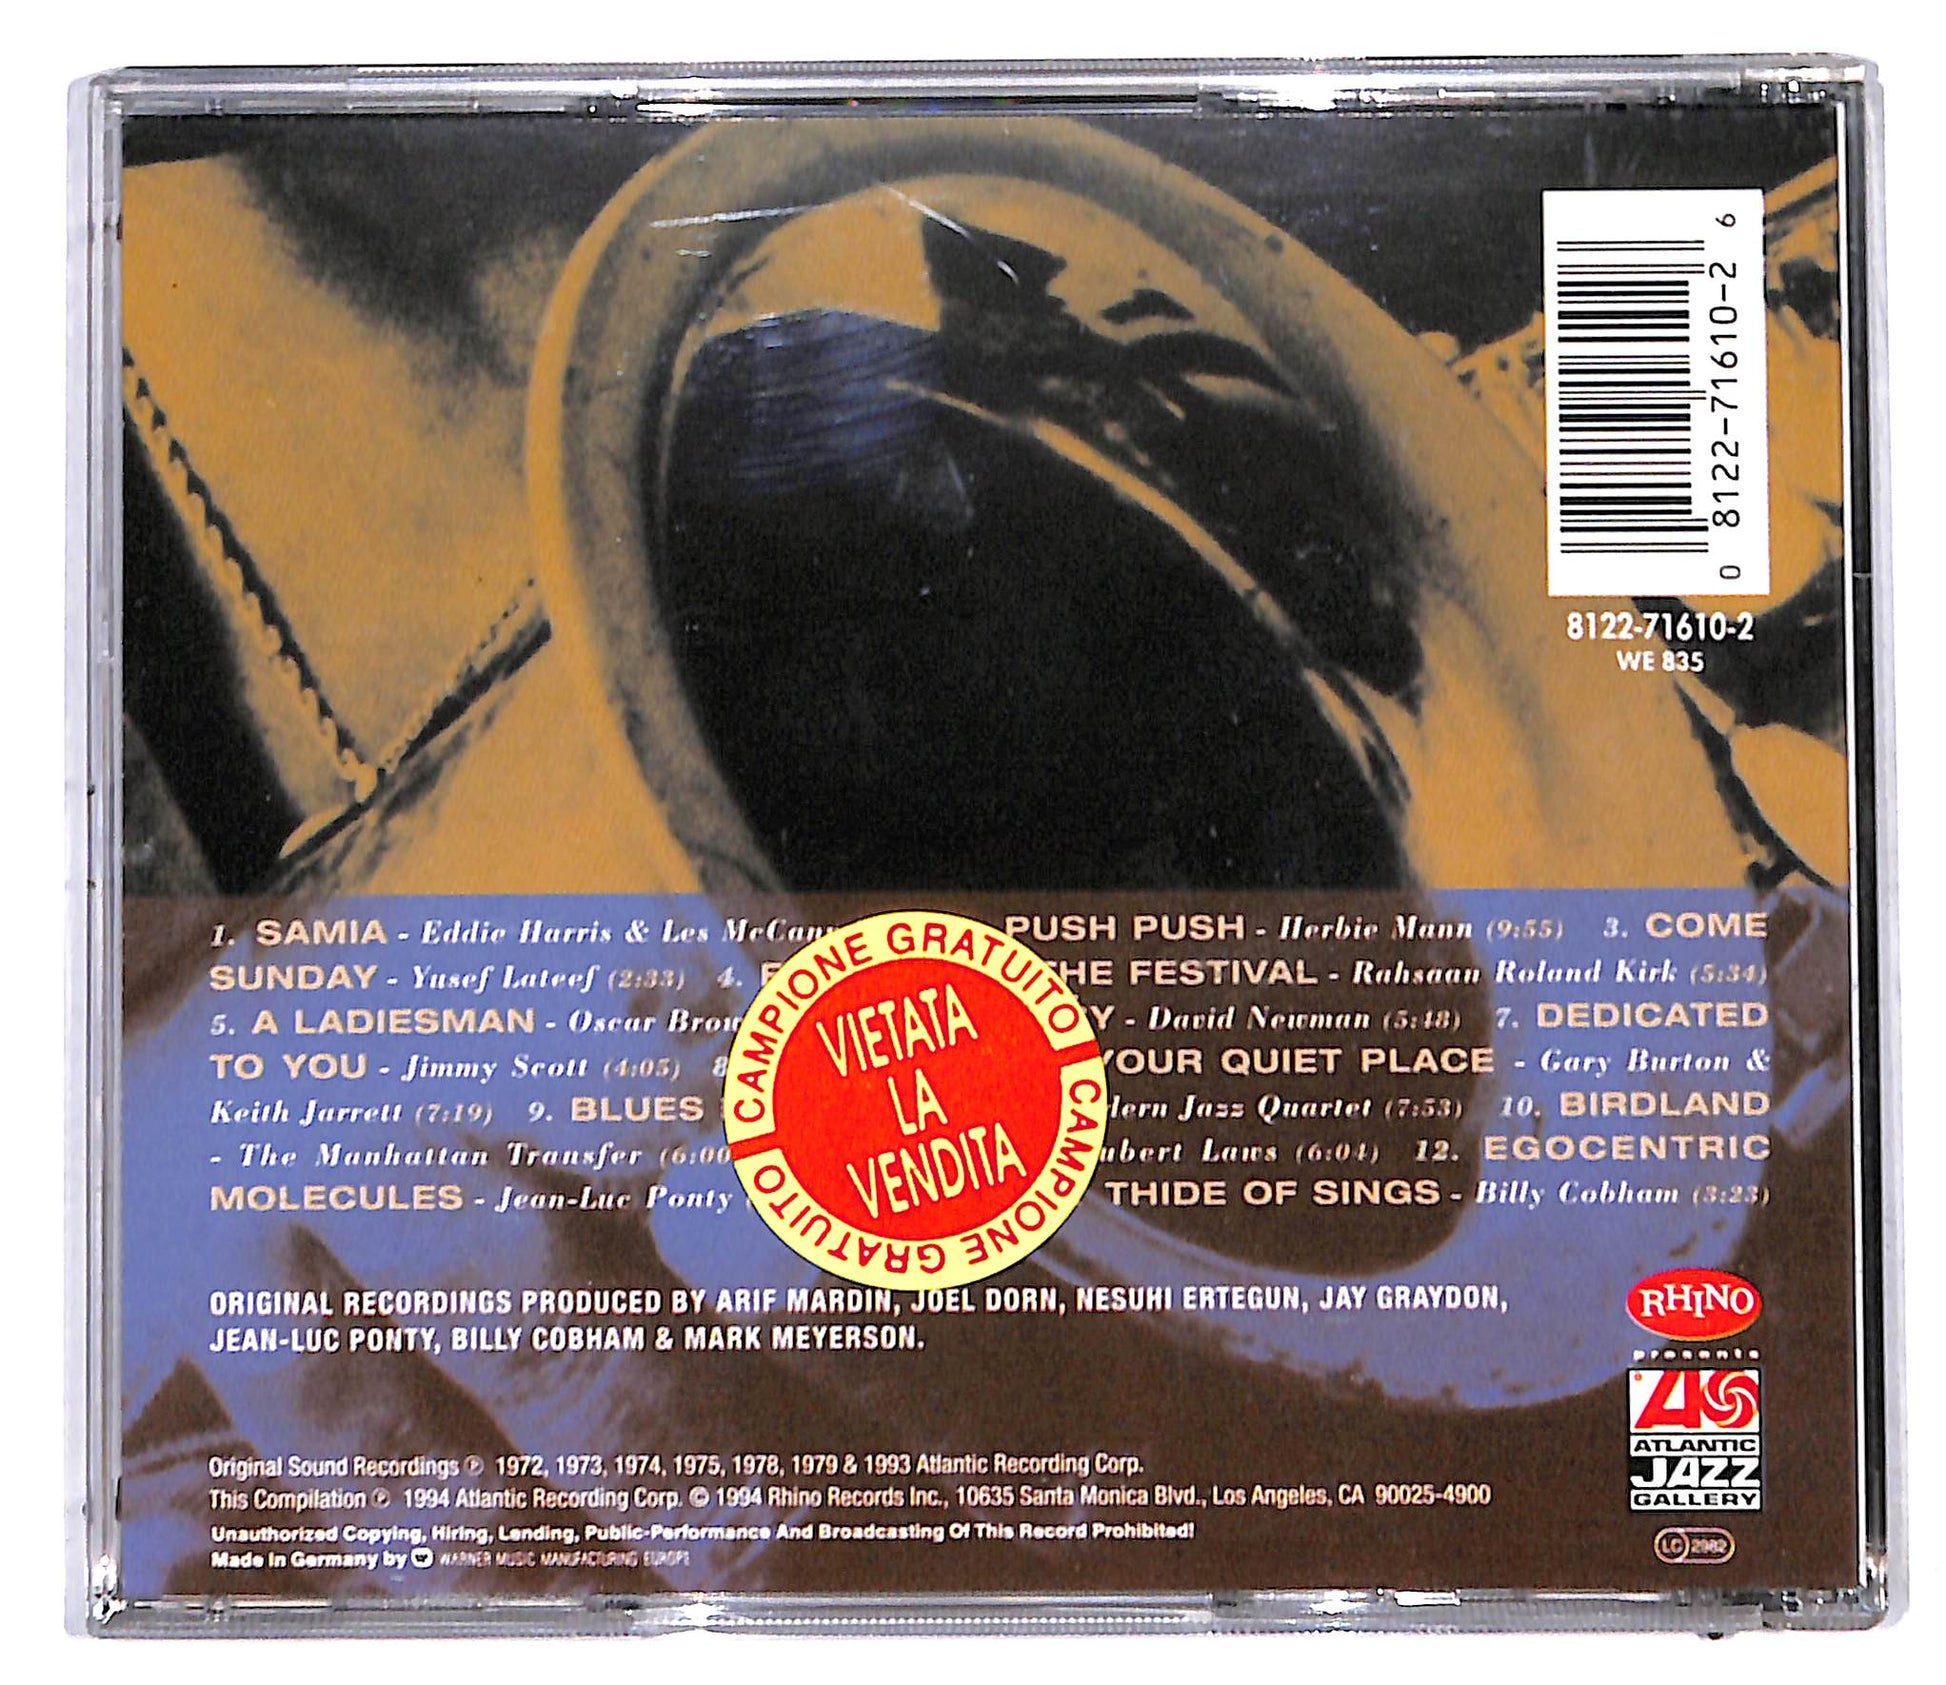 6
0 8122-71610-2
8122-71610-2
WE 835
1. SAMIA - Eddie Harris & Les PUSH PUSH - Herbie Mann (9:55) 3. COME
SUNDAY - Yusef Lateef (2:33) 4. THE FESTIVAL - Rahsaan Roland Kirk (5:34)
5. A LADIESMAN - Oscar - David Newman (5:48) 7. DEDICATED
TO YOU - Jimmy Scott (4:05) YOUR QUIET PLACE - Gary Burton &
Keith Jarrett (7:19) 9. BLUES Jazz Quartet (7:53) 10. BIRDLAND
- The Manhattan Transfer (6:00 Laws (6:04) 12. EGOCENTRIC
MOLECULES - Jean-Luc Ponty THIDE OF SINGS - Billy Cobham (3:23)
CAMPIONE GRATUITO CAMPIONE GRATUITO
VIETATA
LA
VENDITA
ORIGINAL RECORDINGS PRODUCED BY ARIF MARDIN, JOEL DORN, NESUHI ERTEGUN, JAY GRAYDON,
JEAN-LUC PONTY, BILLY COBHAM & MARK MEYERSON.
RHINO
presents
ATLANTIC
JAZZ
GALLERY
LC 2982
Original Sound Recordings ℗ 1972, 1973, 1974, 1975, 1978, 1979 & 1993 Atlantic Recording Corp.
This Compilation ℗ 1994 Atlantic Recording Corp. © 1994 Rhino Records Inc., 10635 Santa Monica Blvd., Los Angeles, CA 90025-4900
Unauthorized Copying, Hiring, Lending, Public-Performance And Broadcasting Of This Record Prohibited!
Made in Germany by WARNER MUSIC MANUFACTURING EUROPE